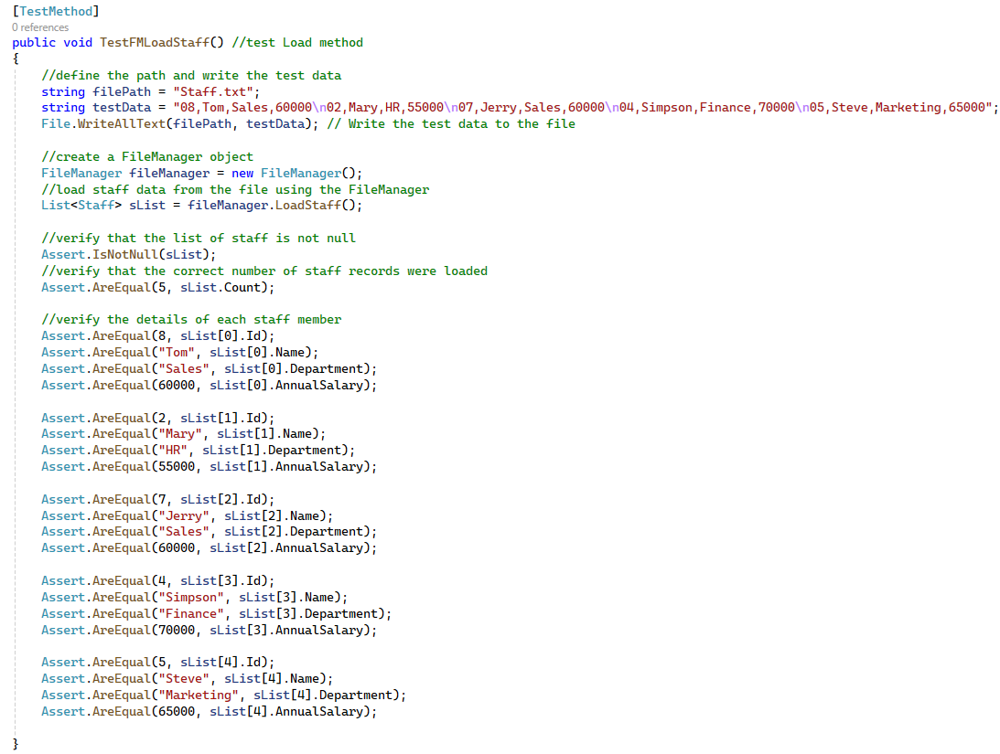 [TestMethod]
0 references
public void TestFMLoadStaff() //test Load method
{
//define the path and write the test data
string filePath = "Staff.txt";
string testData = "08,Tom,Sales,60000\n02,Mary,HR,55000\n07,Jerry,Sales,60000\n04,Simpson,Finance,70000\n05,Steve,Marketing,65000";
File.WriteAllText(filePath, testData); // Write the test data to the file
//create a FileManager object
FileManager fileManager = new FileManager();
//load staff data from the file using the FileManager
List<Staff> sList = fileManager.LoadStaff();
//verify that the list of staff is not null
Assert.IsNotNull(sList);
//verify that the correct number of staff records were loaded
Assert.AreEqual(5, sList.Count);
//verify the details of each staff member
Assert.AreEqual(8, sList[0].Id);
Assert.AreEqual("Tom", sList[0].Name);
Assert.AreEqual("Sales", sList[0].Department);
Assert.AreEqual(60000, sList[0].AnnualSalary);
Assert.AreEqual(2, sList[1].Id);
Assert.AreEqual("Mary", sList[1].Name);
Assert.AreEqual("HR", sList[1].Department);
Assert.AreEqual(55000, sList[1].AnnualSalary);
Assert.AreEqual(7, sList[2].Id);
Assert.AreEqual("Jerry", sList[2].Name);
Assert.AreEqual("Sales", sList[2].Department);
Assert.AreEqual(60000, sList[2].AnnualSalary);
Assert.AreEqual(4, sList[3].Id);
Assert.AreEqual("Simpson", sList[3].Name);
Assert.AreEqual("Finance", sList[3].Department);
Assert.AreEqual(70000, sList[3].AnnualSalary);
Assert.AreEqual(5, sList[4].Id);
Assert.AreEqual("Steve", sList[4].Name);
Assert.AreEqual("Marketing", sList[4].Department);
Assert.AreEqual(65000, sList[4].AnnualSalary);
}